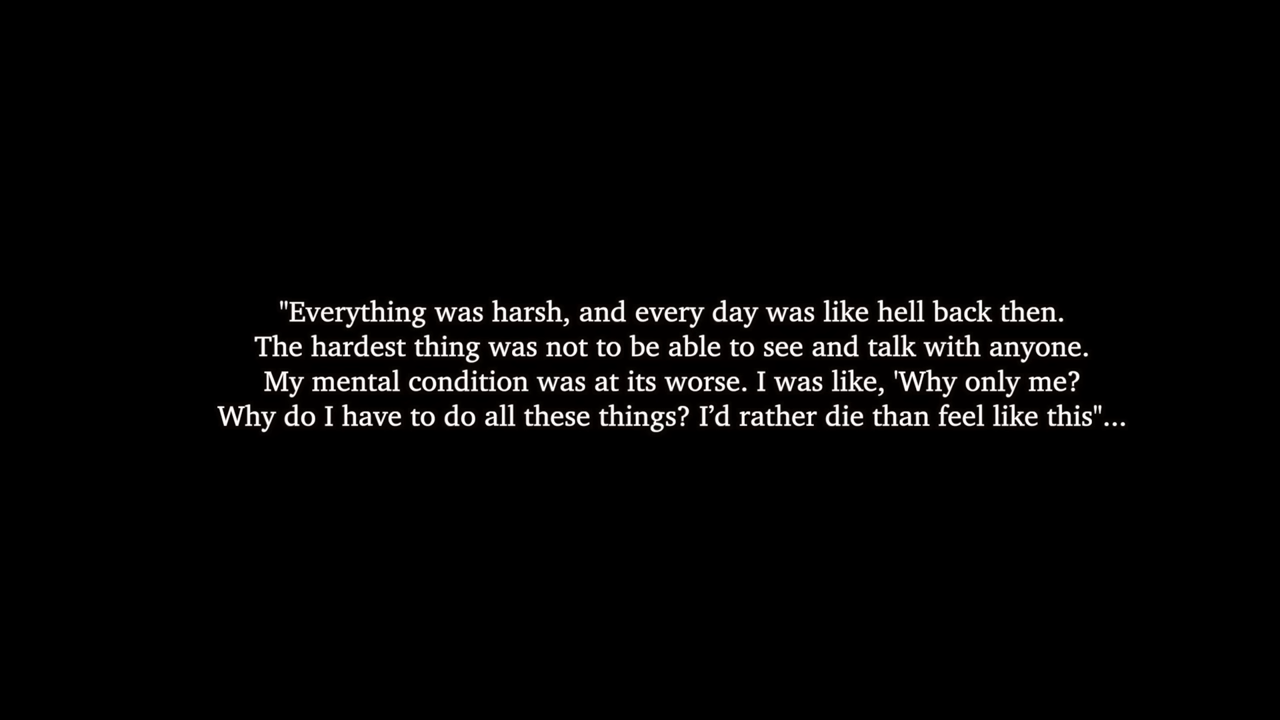 "Everything was harsh, and every day was like hell back then.
The hardest thing was not to be able to see and talk with anyone.
My mental condition was at its worse. I was like, 'Why only me?
Why do I have to do all these things? I’d rather die than feel like this"...